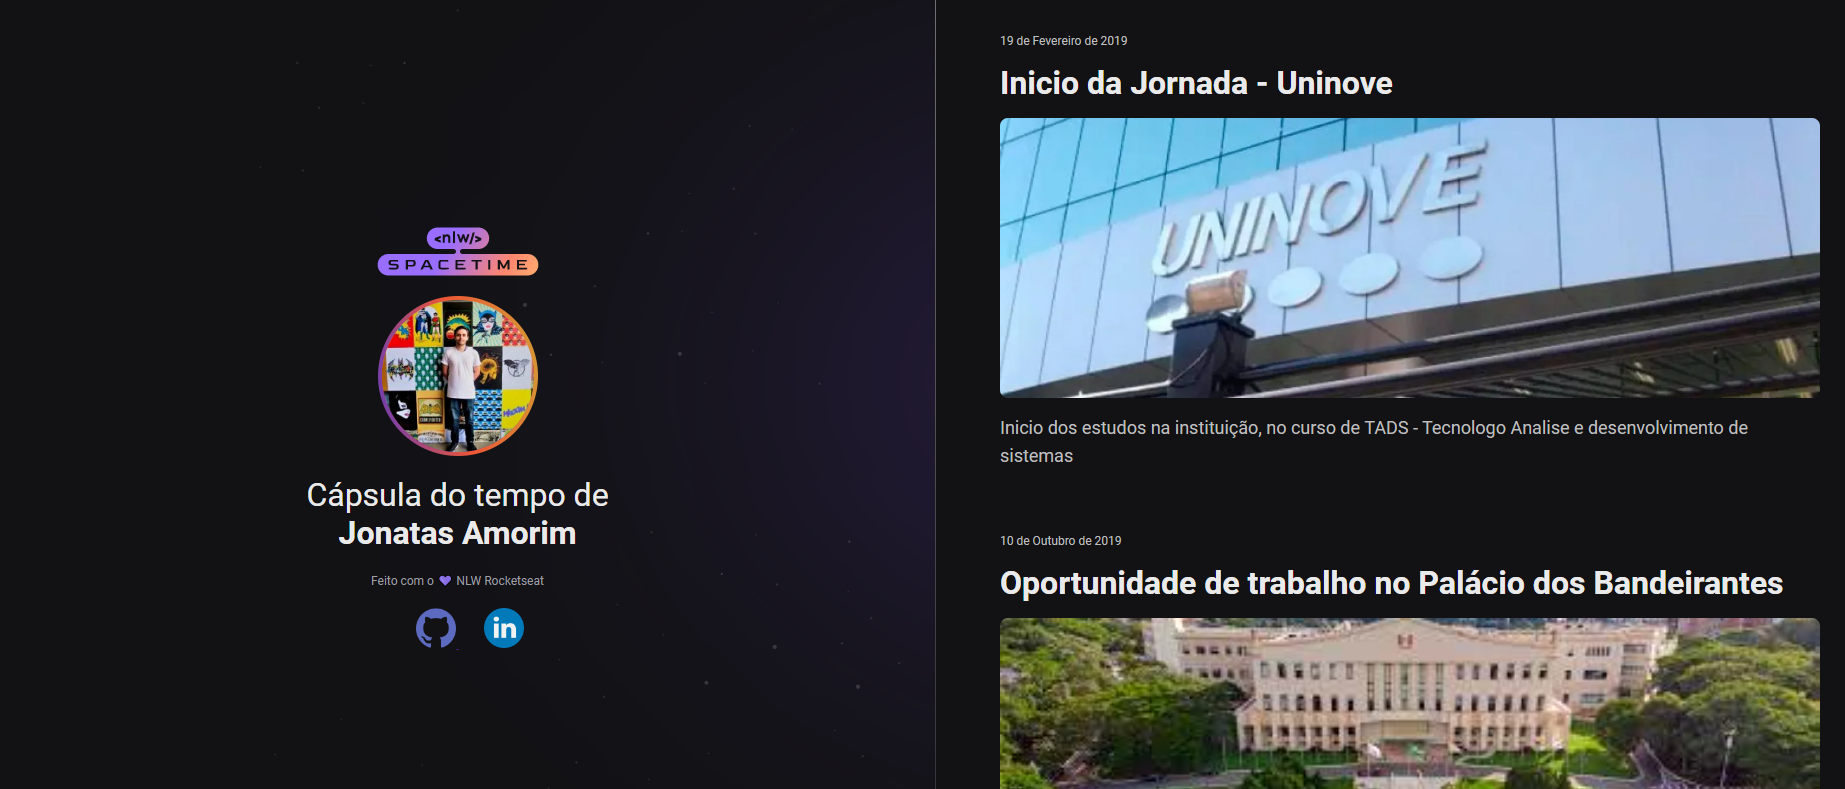 <nlw/>
SPACETIME
Cápsula do tempo de
Jonatas Amorim
Feito com o 💜 NLW Rocketseat
in
19 de Fevereiro de 2019
Inicio da Jornada - Uninove
UNINOVE
Inicio dos estudos na instituição, no curso de TADS - Tecnologo Analise e desenvolvimento de
sistemas
10 de Outubro de 2019
Oportunidade de trabalho no Palácio dos Bandeirantes